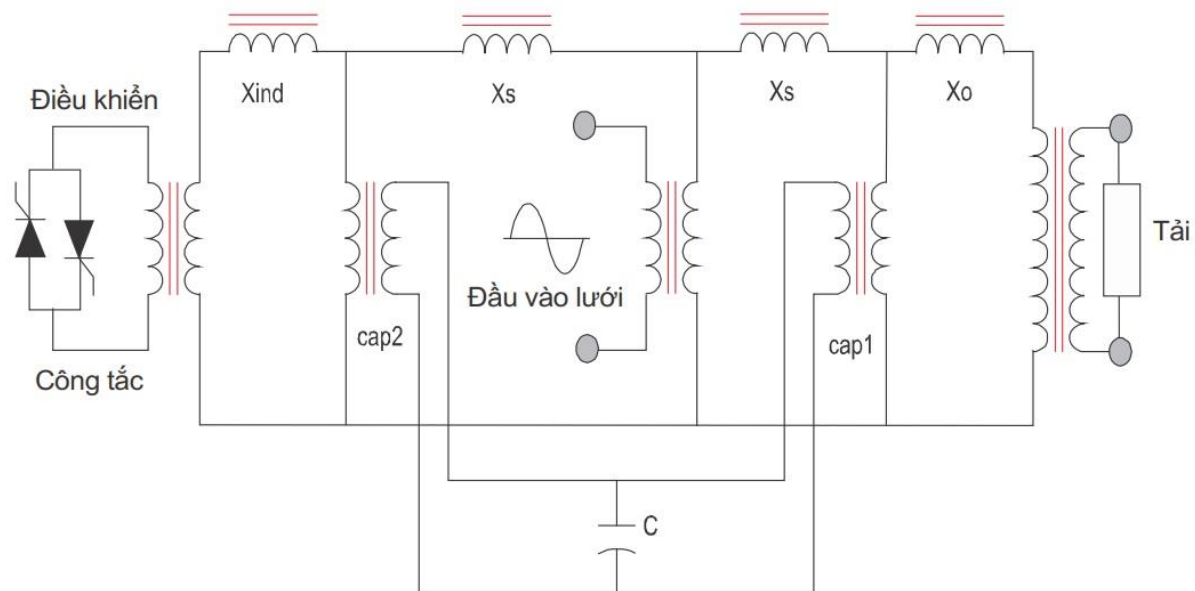 Xind
Xs
Xs
Xo
Điều khiển
Tải
Đầu vào lưới
cap2
cap1
Công tắc
C